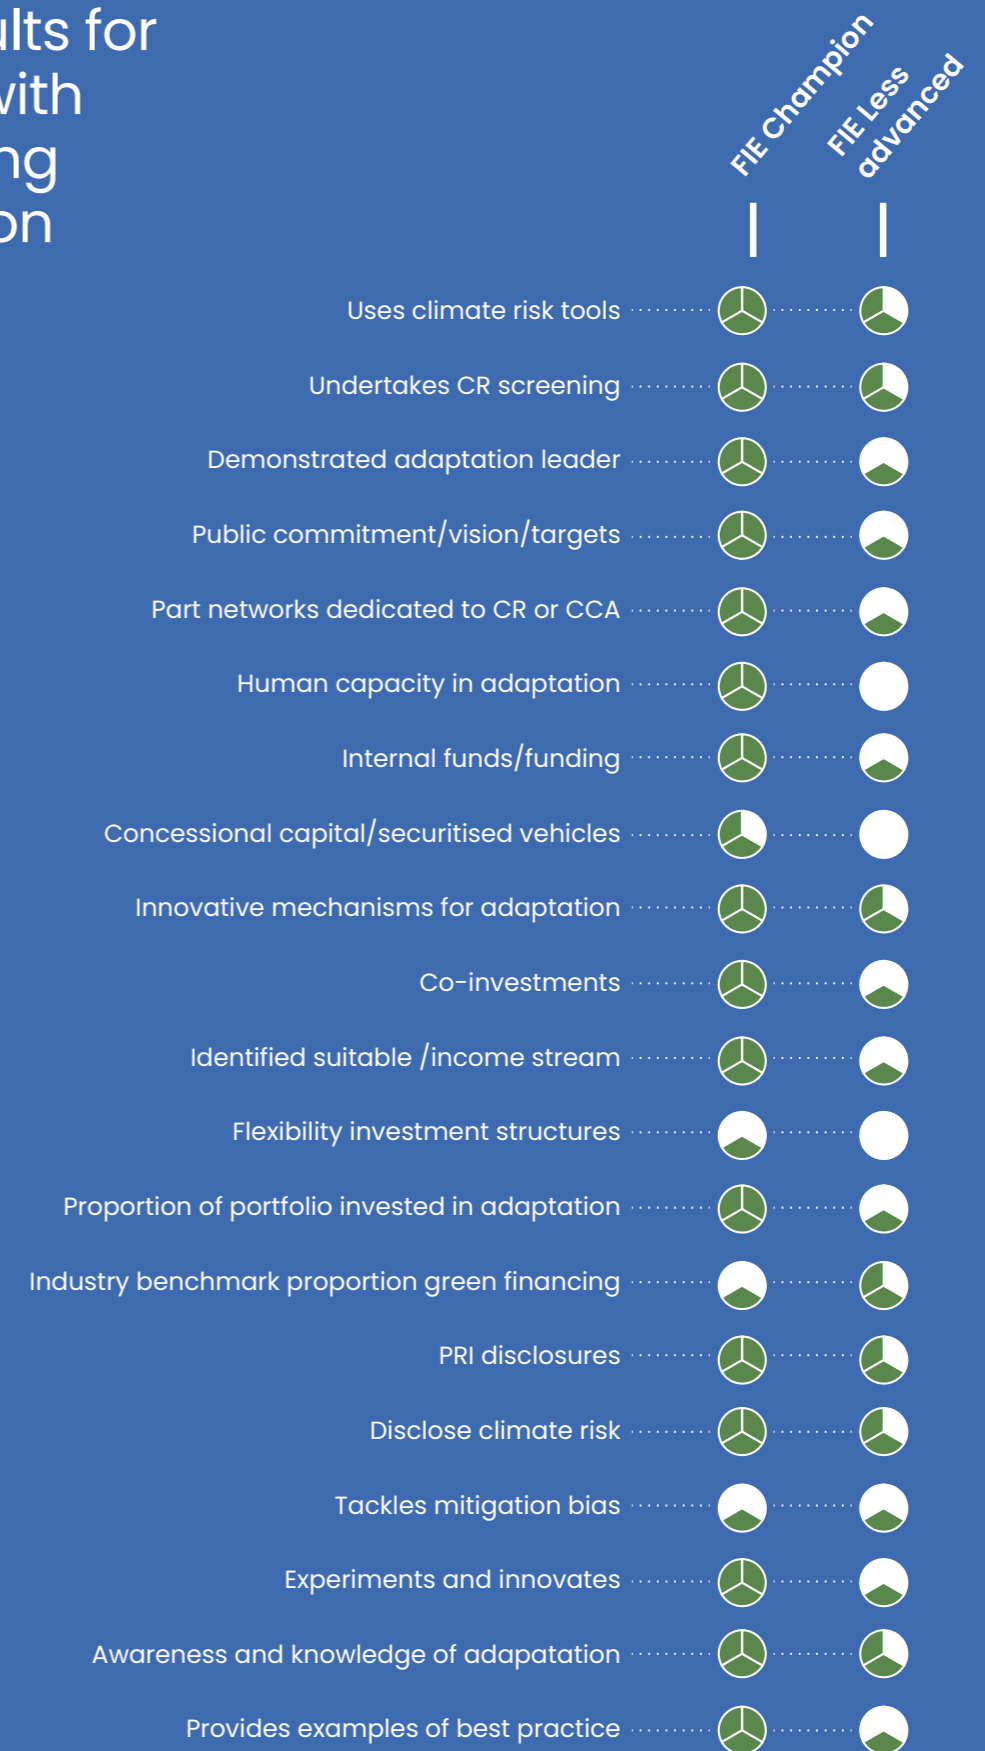 ults for
with
ng
on
FIE Champion
FIE Less
advanced
Uses climate risk tools
Undertakes CR screening
Demonstrated adaptation leader
Public commitment/vision/targets
Part networks dedicated to CR or CCA
Human capacity in adaptation
Internal funds/funding
Concessional capital/securitised vehicles
Innovative mechanisms for adaptation
Co-investments
Identified suitable /income stream
Flexibility investment structures
Proportion of portfolio invested in adaptation
Industry benchmark proportion green financing
PRI disclosures
Disclose climate risk
Tackles mitigation bias
Experiments and innovates
Awareness and knowledge of adapatation
Provides examples of best practice